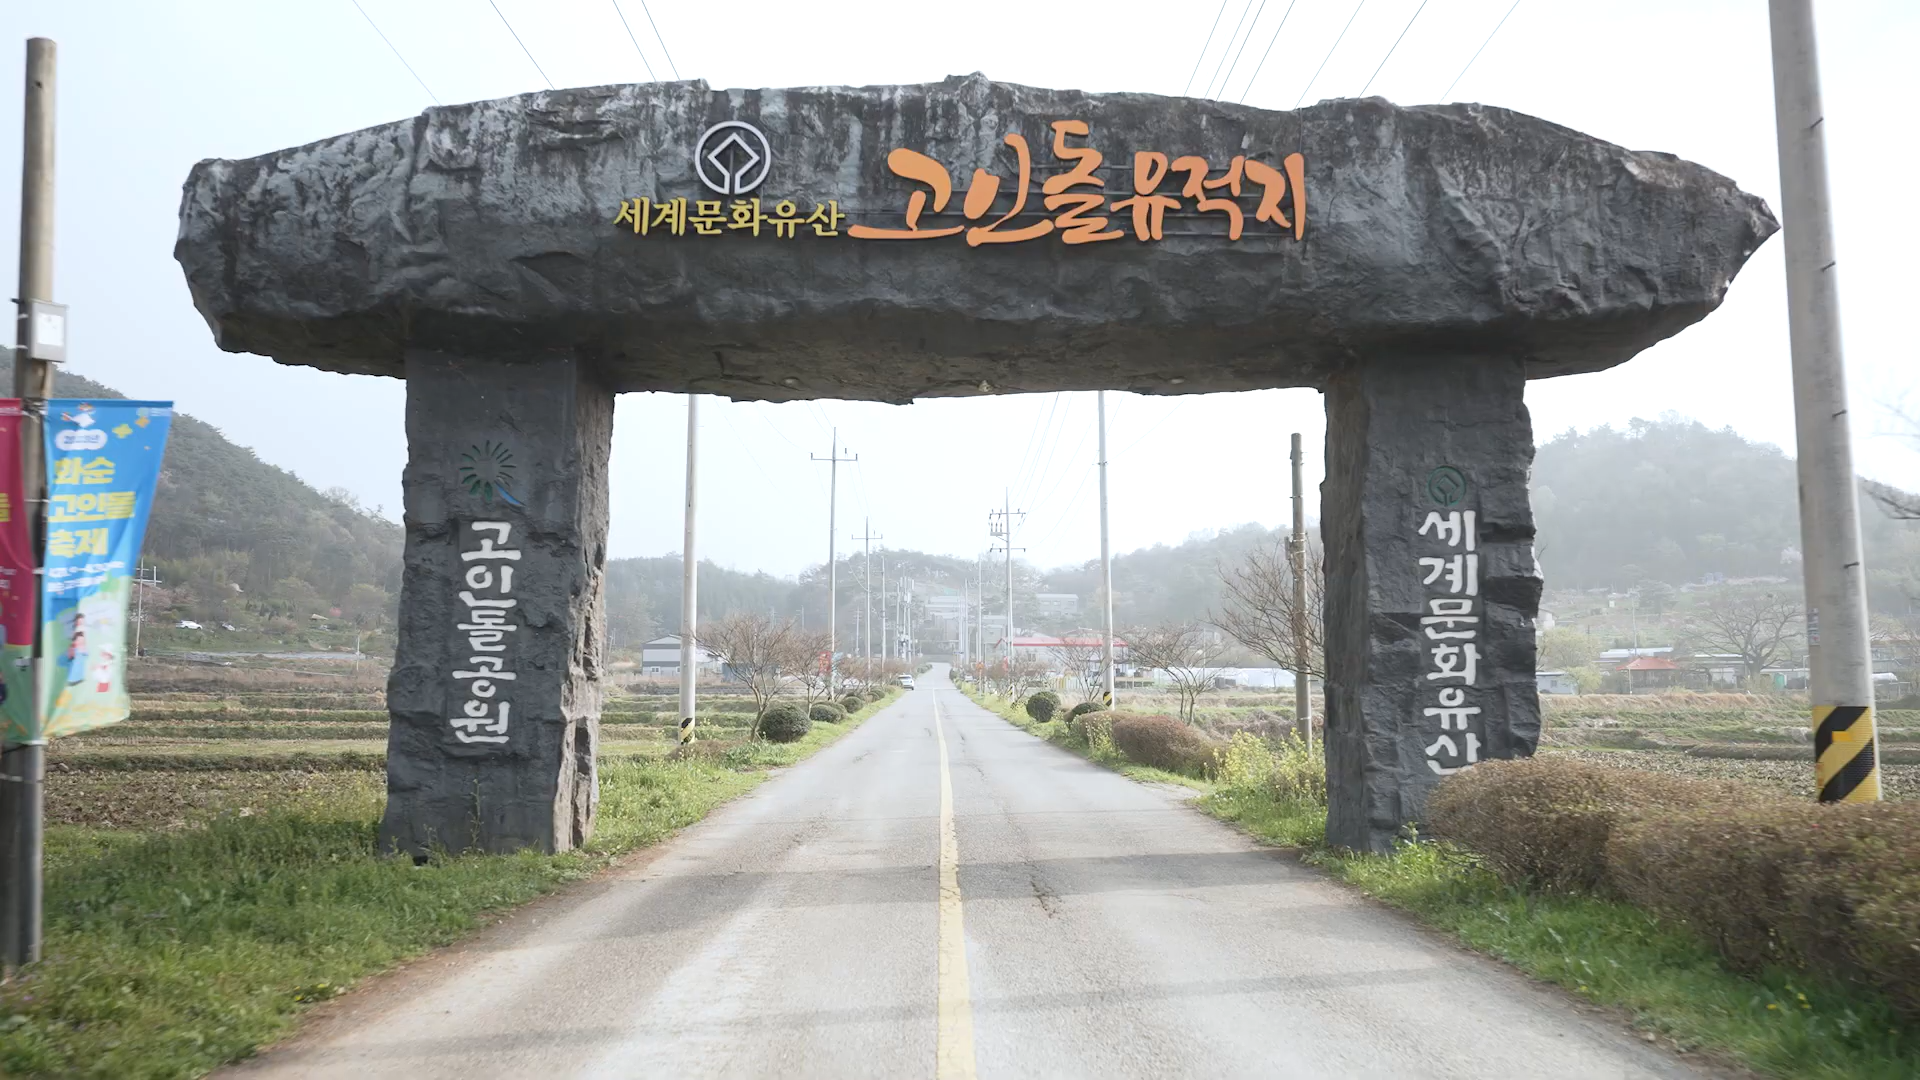 세계문화유산 고인돌유적지
고인돌공원
세계문화유산
화순
고인돌
축제